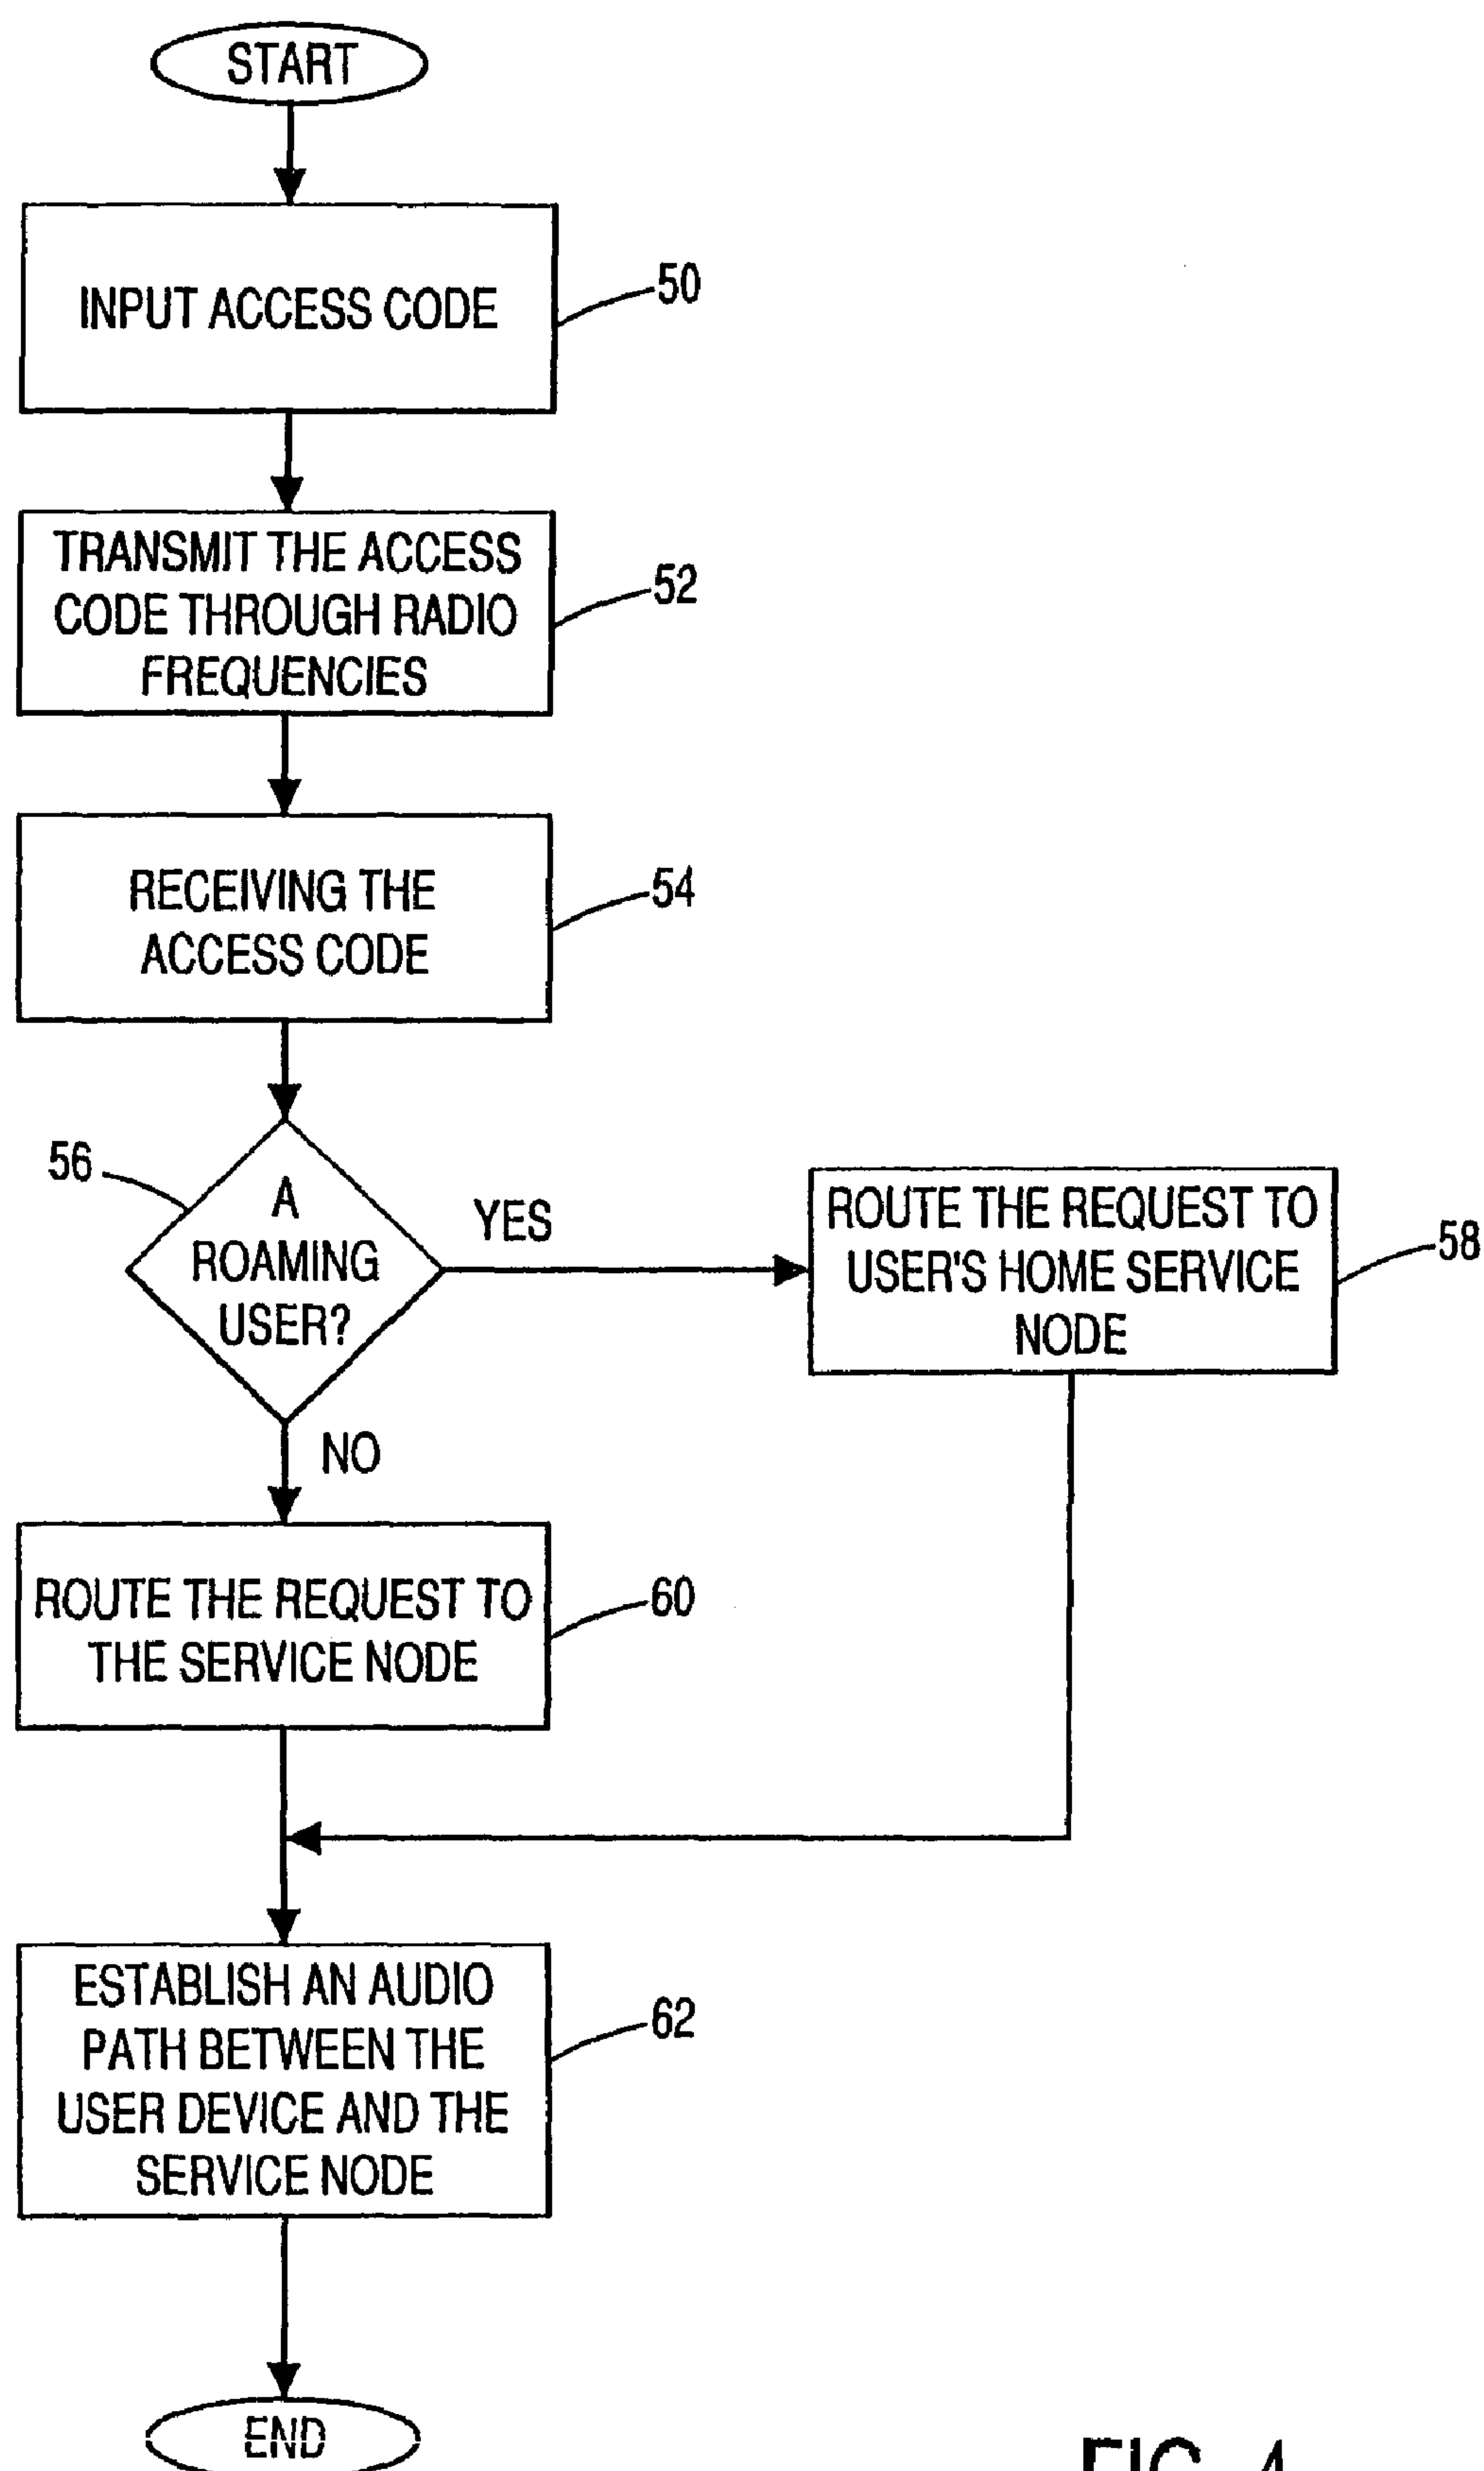 START
INPUT ACCESS CODE
50
TRANSMIT THE ACCESS
CODE THROUGH RADIO
FREQUENCIES
52
RECEIVING THE
ACCESS CODE
54
56
A
ROAMING
USER?
YES
ROUTE THE REQUEST TO
USER'S HOME SERVICE
NODE
58
NO
ROUTE THE REQUEST TO
THE SERVICE NODE
60
ESTABLISH AN AUDIO
PATH BETWEEN THE
USER DEVICE AND THE
SERVICE NODE
62
END
FIG. 4